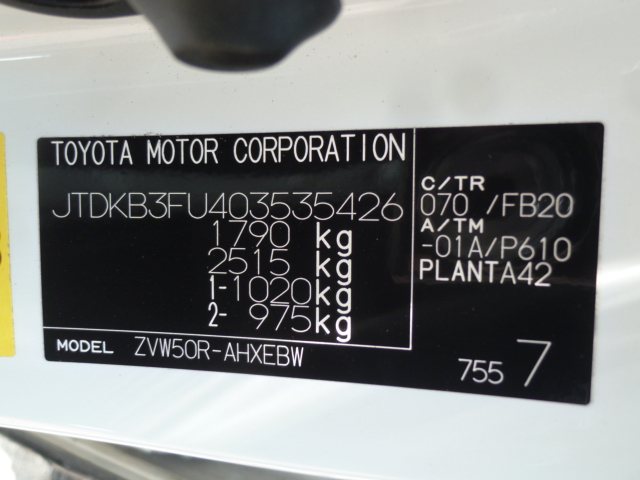 TOYOTA MOTOR CORPORATION
JTDKB3FU403535426
1790 kg
2515 kg
1-1020kg
2- 975kg
C/TR
070 /FB20
A/TM
-01A/P610
PLANTA42
MODEL ZVW50R-AHXEBW
755 7